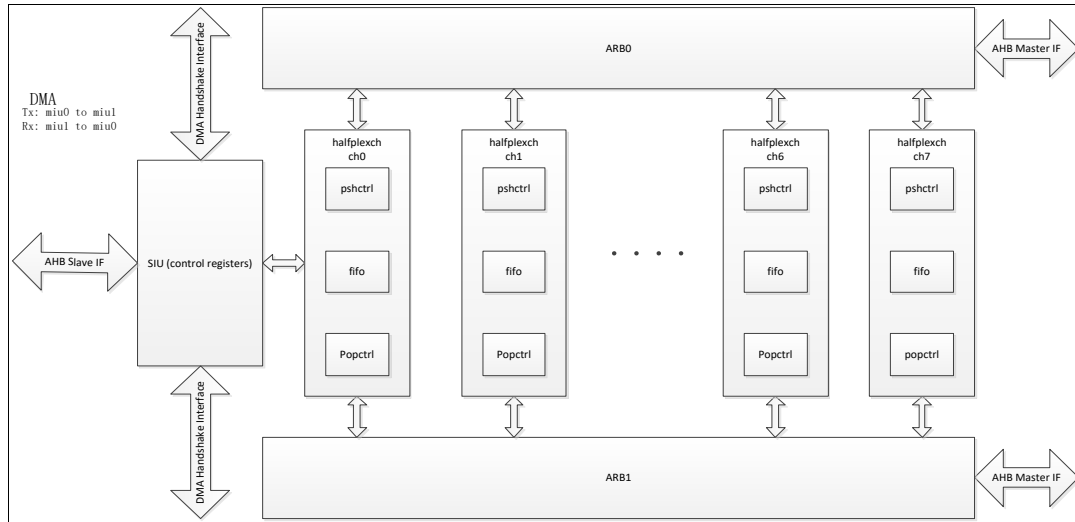 ARB0
AHB Master IF
DMA Handshake Interface
DMA
Tx: miu0 to miu1
Rx: miu1 to miu0
halfplexch
ch0
halfplexch
ch1
halfplexch
ch6
halfplexch
ch7
pshctrl
pshctrl
pshctrl
pshctrl
AHB Slave IF
SIU (control registers)
fifo
fifo
. . . .
fifo
fifo
Popctrl
Popctrl
Popctrl
popctrl
DMA Handshake Interface
ARB1
AHB Master IF